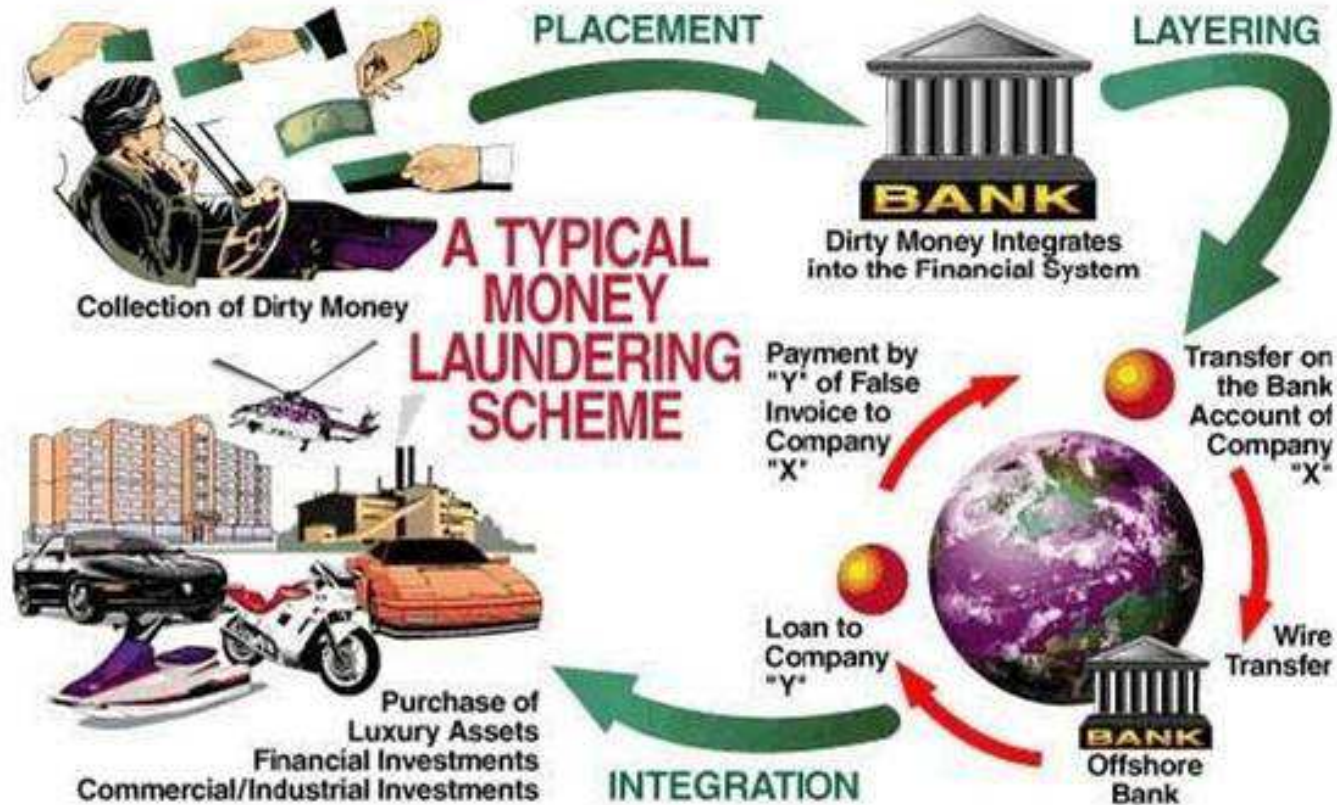 PLACEMENT
LAYERING
BANK
Dirty Money Integrates
into the Financial System
Collection of Dirty Money
A TYPICAL
MONEY
LAUNDERING
SCHEME
Payment by
"Y" of False
Invoice to
Company
"X"
Transfer on
the Bank
Account of
Company
"X"
Wire
Transfer
Loan to
Company
"Y"
BANK
Offshore
Bank
Purchase of
Luxury Assets
Financial Investments
Commercial/Industrial Investments
INTEGRATION